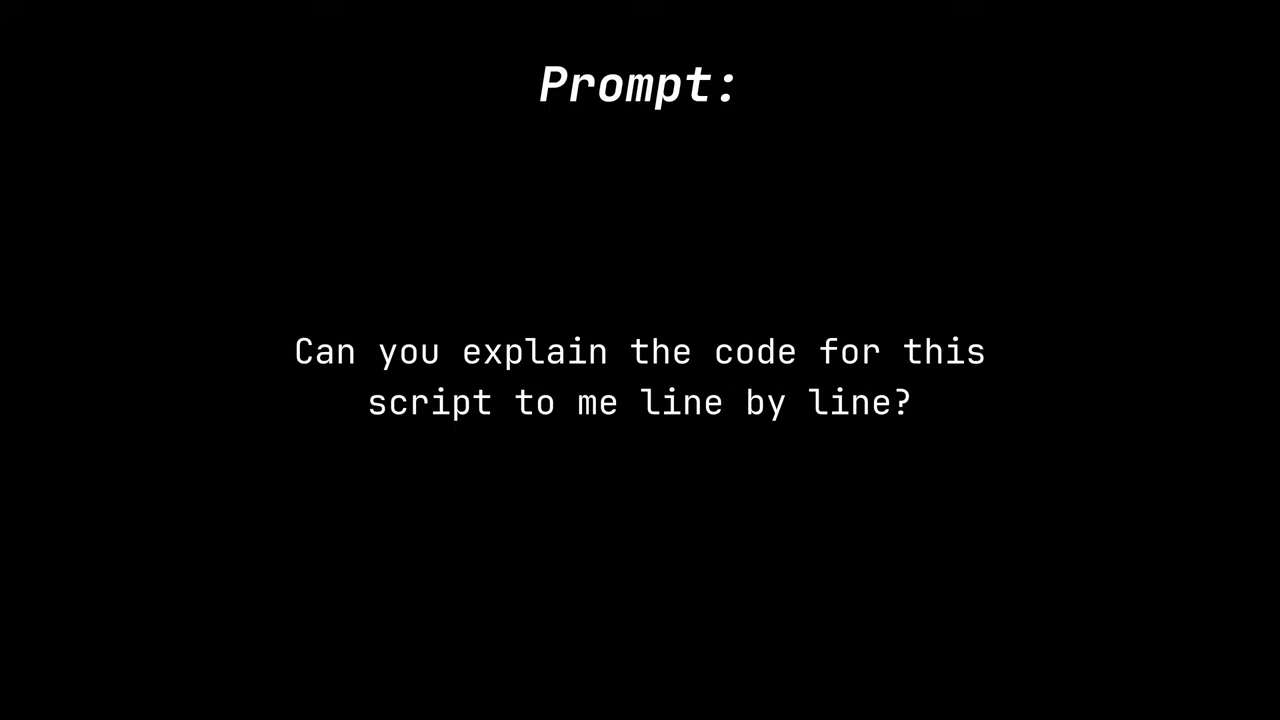 Prompt:
Can you explain the code for this
script to me line by line?